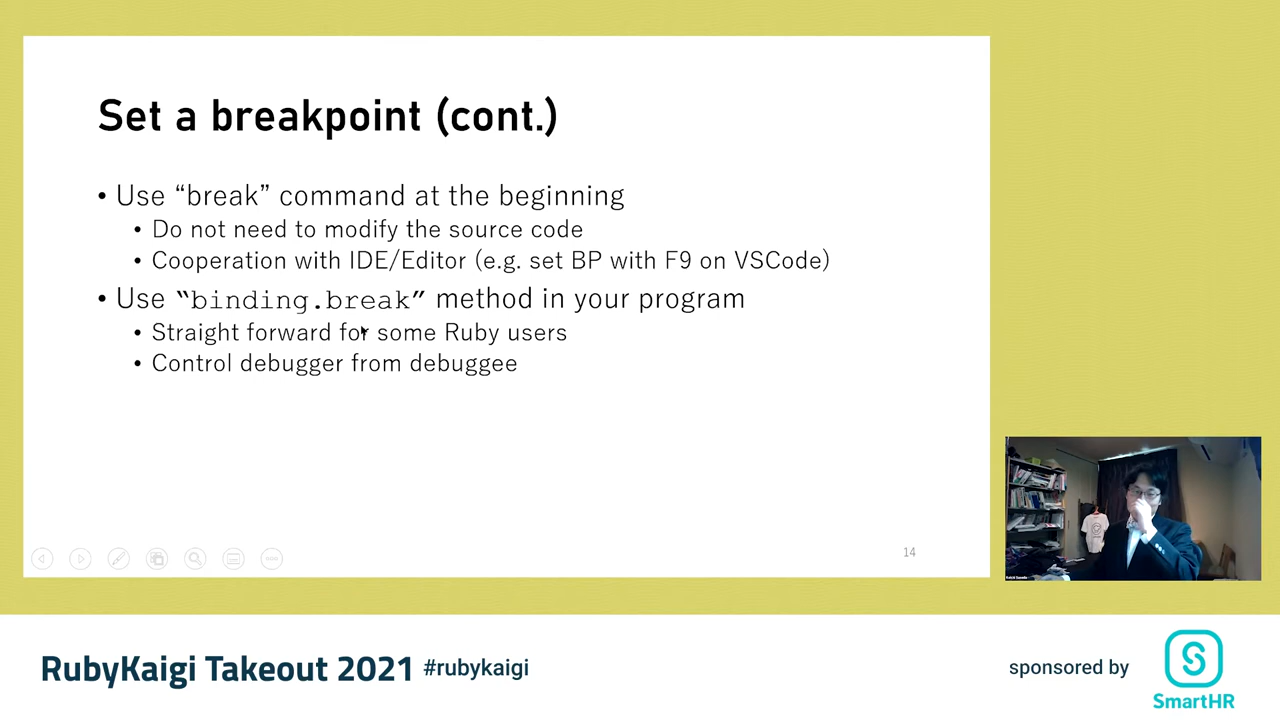 Set a breakpoint (cont.)
• Use “break” command at the beginning
• Do not need to modify the source code
• Cooperation with IDE/Editor (e.g. set BP with F9 on VSCode)
• Use “binding.break” method in your program
• Straight forward for some Ruby users
• Control debugger from debuggee
14
RubyKaigi Takeout 2021 #rubykaigi
sponsored by
SmartHR